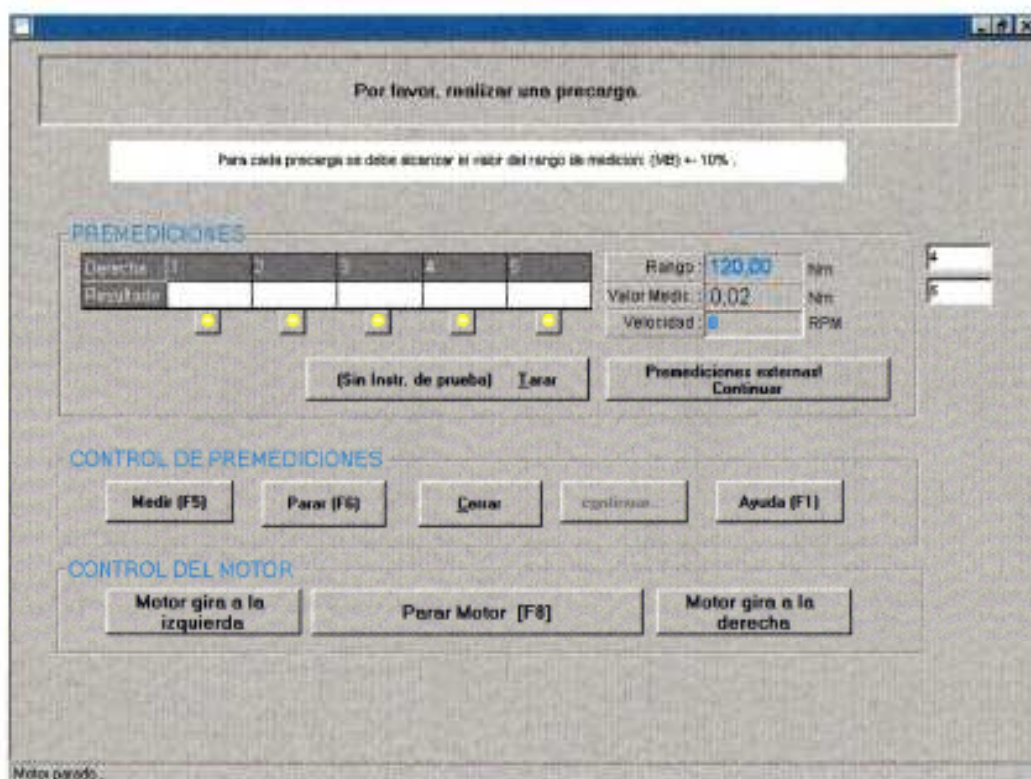 Por favor, realizar una precarga.
Para cada precarga se debe alcanzar el valor del rango de medición: (MB) +- 10% .
PREMEDICIONES
Derecha 1 2 3 4 5
Resultado
Rango : 120,00 Nm
Valor Medic. : 0,02 Nm
Velocidad : 0 RPM
4
5
(Sin Instr. de prueba) Tarar
Premediciones externas!
Continuar
CONTROL DE PREMEDICIONES
Medir (F5)
Parar (F6)
Cerrar
continuar...
Ayuda (F1)
CONTROL DEL MOTOR
Motor gira a la
izquierda
Parar Motor [F8]
Motor gira a la
derecha
Motor parado.